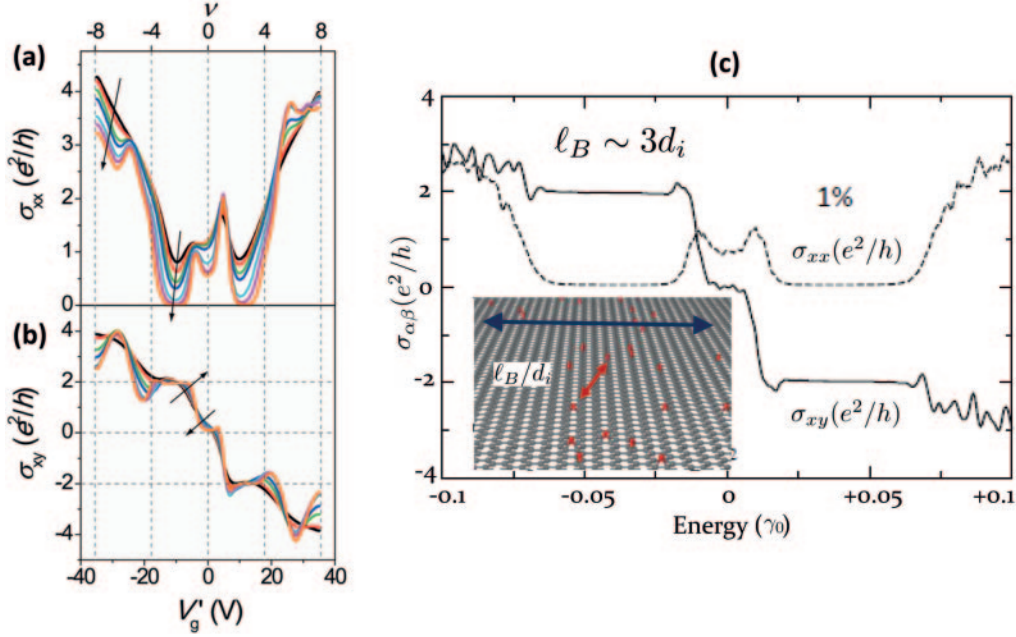 ν
-8 -4 0 4 8
(a)
4
3
2
1
0
σxx (e²/h)
(b)
4
2
0
-2
-4
σxy (e²/h)
-40 -20 0 20 40
V'g (V)
(c)
4
2
0
-2
-4
σαβ(e²/h)
ℓB ∼ 3di
1%
σxx(e²/h)
ℓB/di
σxy(e²/h)
-0.1 -0.05 0 +0.05 +0.1
Energy (γ0)